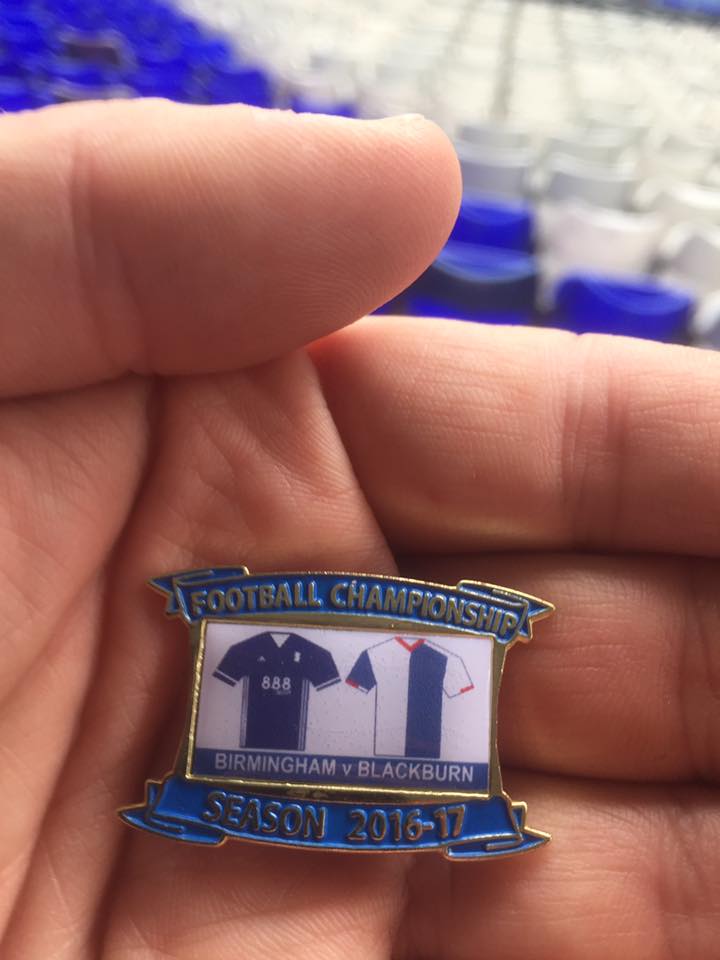 FOOTBALL CHAMPIONSHIP
888
BIRMINGHAM v BLACKBURN
SEASON 2016-17